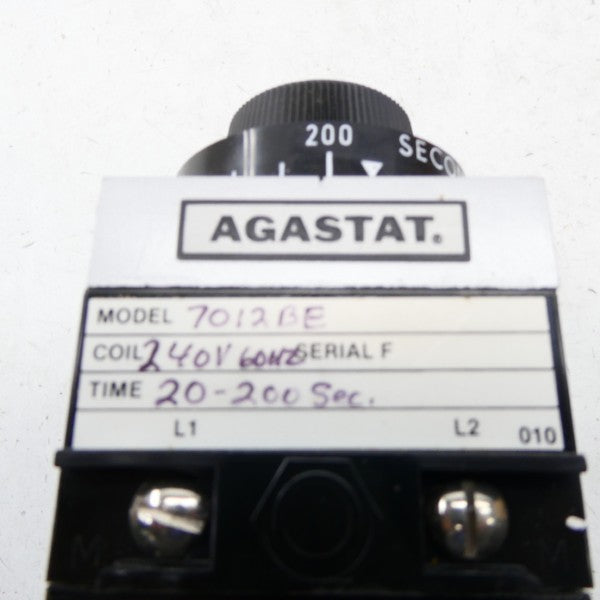 200 SECO
AGASTAT®
MODEL 7012BE
COIL 240V 60HZ SERIAL F
TIME 20-200 Sec.
L1 L2 010
M M